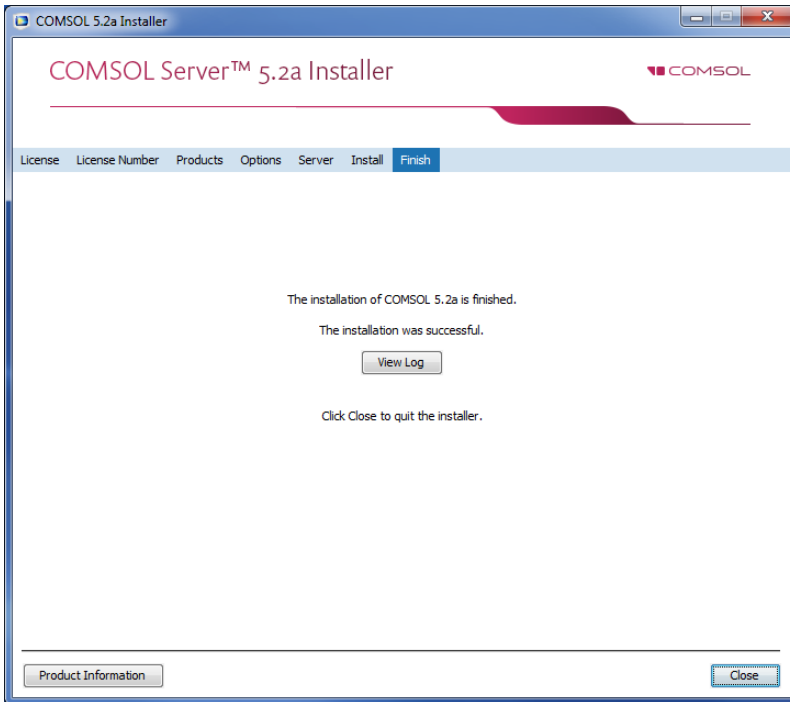 COMSOL 5.2a Installer
COMSOL Server™ 5.2a Installer
COMSOL
License License Number Products Options Server Install Finish
The installation of COMSOL 5.2a is finished.
The installation was successful.
View Log
Click Close to quit the installer.
Product Information
Close